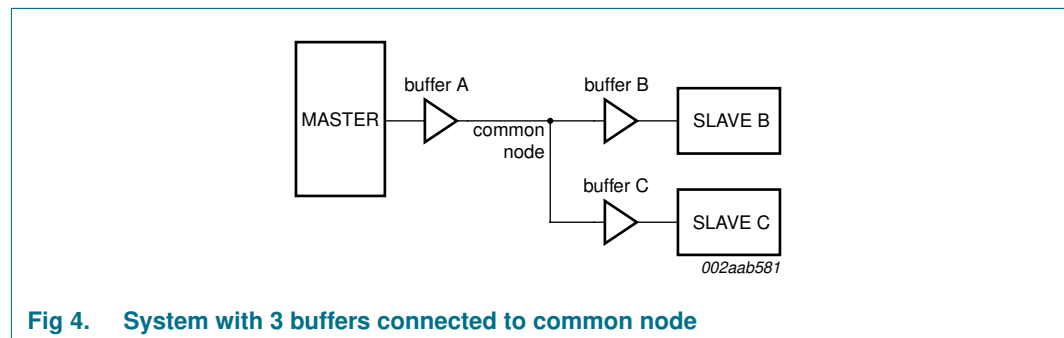 buffer A
buffer B
MASTER
SLAVE B
common
node
buffer C
SLAVE C
002aab581
Fig 4. System with 3 buffers connected to common node